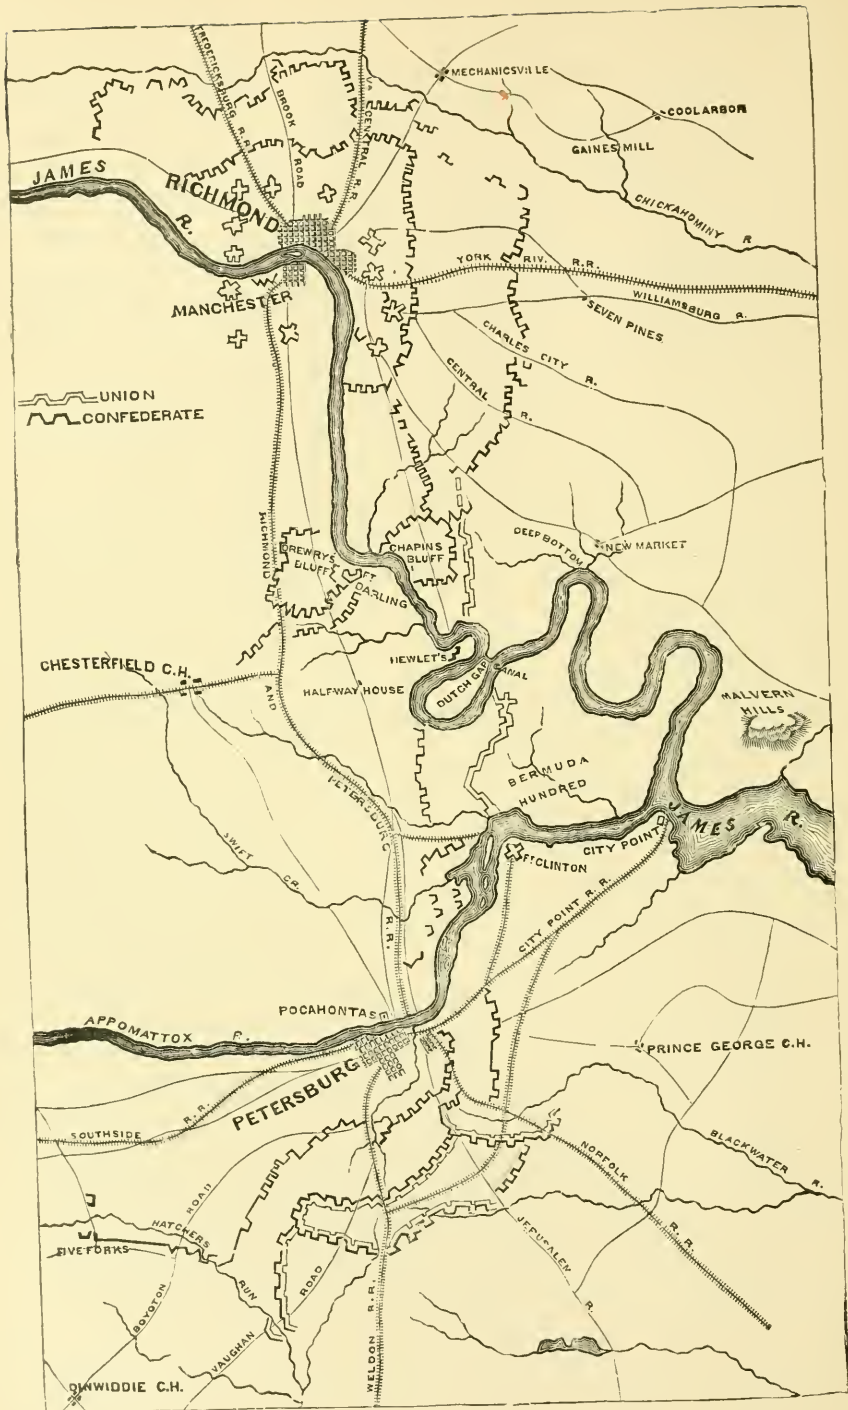 FREDERICKSBURG R.R.
BROOK ROAD
VA CENTRAL R.R.
MECHANICSVILLE
COOLARBOR
GAINES MILL
CHICKAHOMINY R
JAMES R.
RICHMOND
MANCHESTER
YORK RIV. R.R.
WILLIAMSBURG R.
SEVEN PINES
CHARLES CITY R.
CENTRAL R.
UNION
CONFEDERATE
RICHMOND AND PETERSBURG R.R.
DREWRYS BLUFF
FT DARLING
CHAPINS BLUFF
DEEP BOTTOM
NEW MARKET
CHESTERFIELD C.H.
HEWLET'S
HALFWAY HOUSE
DUTCH GAP CANAL
MALVERN HILLS
BERMUDA HUNDRED
SWIFT CR.
JAMES R.
CITY POINT
FT CLINTON
CITY POINT R.R.
POCAHONTAS
APPOMATTOX R.
PETERSBURG
PRINCE GEORGE C.H.
SOUTHSIDE R.R.
BLACKWATER R.
NORFOLK R.R.
HATCHERS RUN
FIVE FORKS
BOYDTON ROAD
VAUGHAN ROAD
WELDON R.R.
JERUSALEM R.
DINWIDDIE C.H.